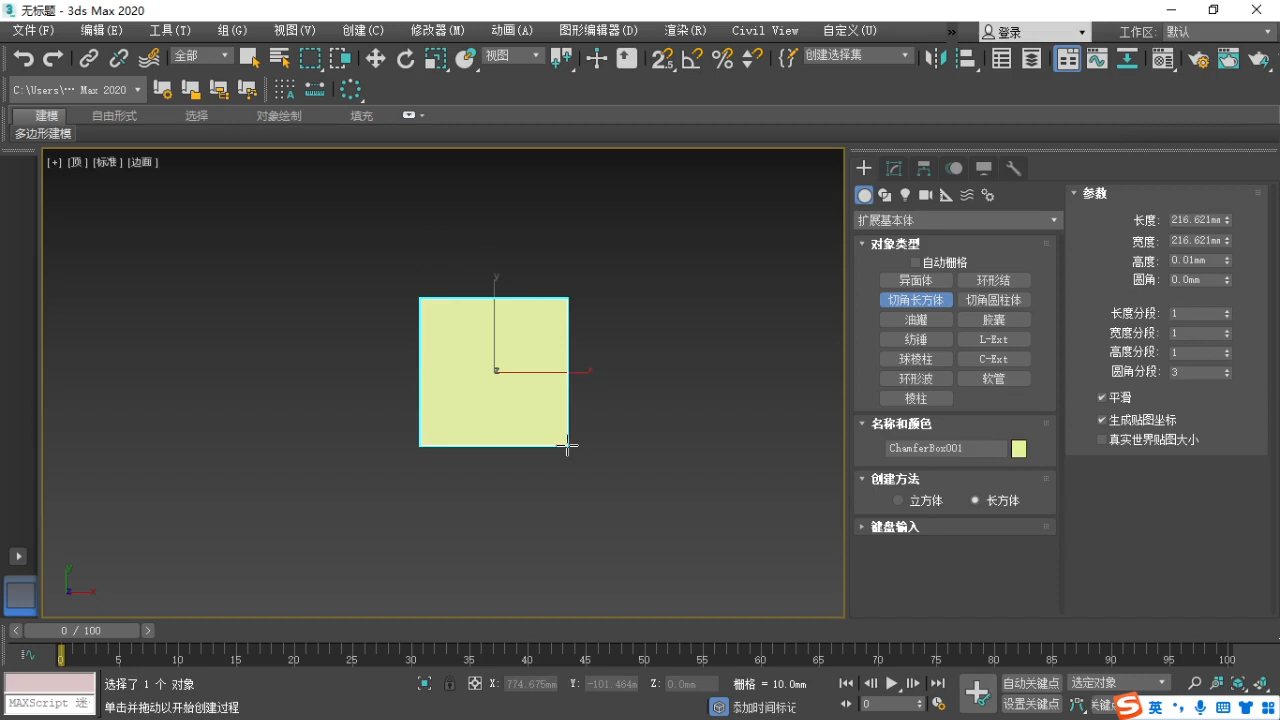 无标题 - 3ds Max 2020
文件(F) 编辑(E) 工具(T) 组(G) 视图(V) 创建(C) 修改器(M) 动画(A) 图形编辑器(D) 渲染(R) Civil View 自定义(U) » 登录 工作区: 默认
全部 视图 创建选择集
C:\Users\··· Max 2020
建模 自由形式 选择 对象绘制 填充
多边形建模
[+] [顶] [标准] [边面]
扩展基本体
对象类型
自动栅格
异面体 环形结
切角长方体 切角圆柱体
油罐 胶囊
纺锤 L-Ext
球棱柱 C-Ext
环形波 软管
棱柱
名称和颜色
ChamferBox001
创建方法
立方体 长方体
键盘输入
参数
长度: 216.621mm
宽度: 216.621mm
高度: 0.01mm
圆角: 0.0mm
长度分段: 1
宽度分段: 1
高度分段: 1
圆角分段: 3
平滑
生成贴图坐标
真实世界贴图大小
y
x
z
y
z x
0 / 100
0 5 10 15 20 25 30 35 40 45 50 55 60 65 70 75 80 85 90 95 100
选择了 1 个 对象 X: 774.675mm Y: -101.464m Z: 0.0mm 栅格 = 10.0mm 自动关键点 选定对象
MAXScript 迷 单击并拖动以开始创建过程 添加时间标记 0 设置关键点 关键点 英